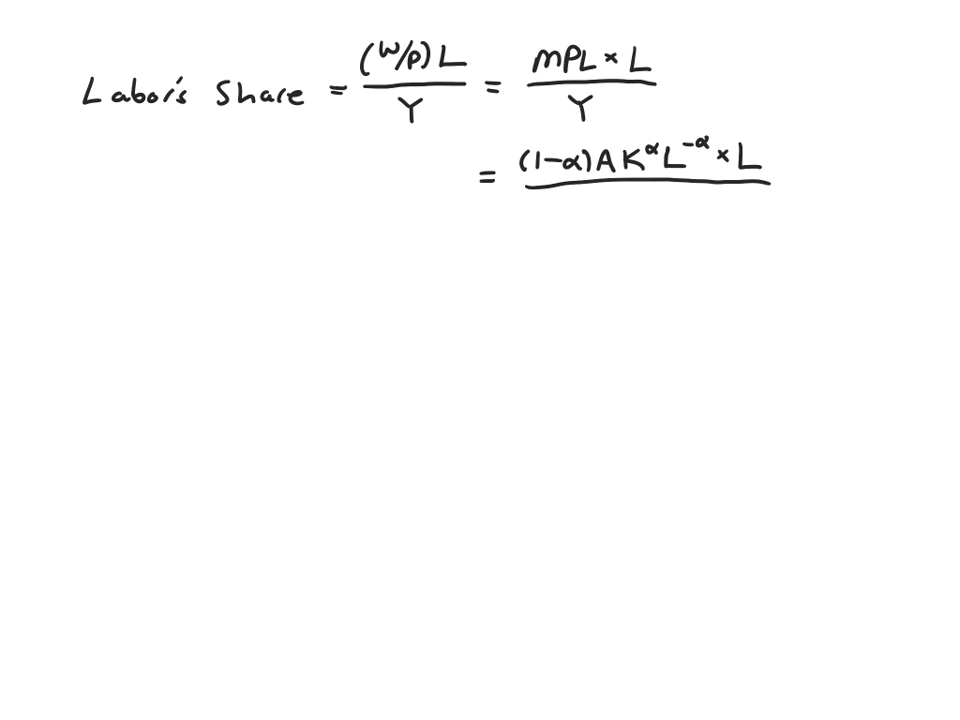 Labor's Share = (W/P) L / Y = MPL × L / Y
= (1-α) A K^α L^-α × L